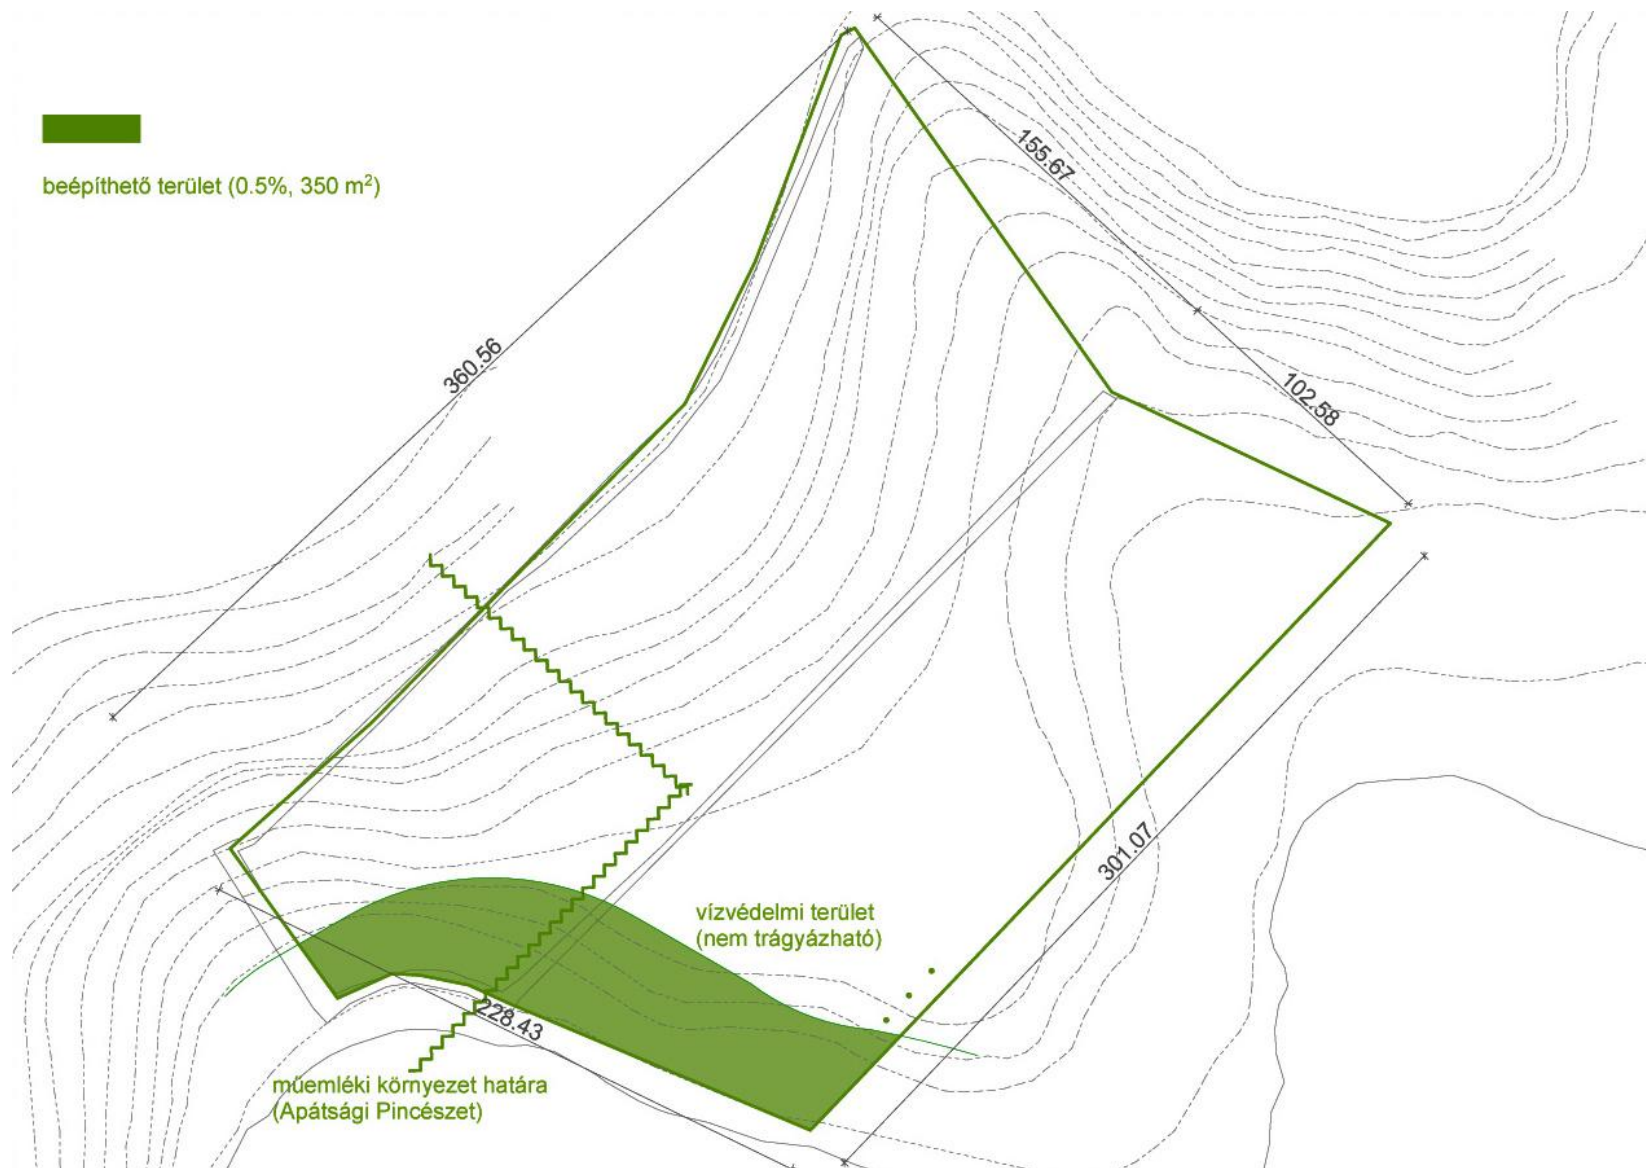 155.67
beépíthető terület (0.5%, 350 m²)
360.56
102.58
301.07
vízvédelmi terület
(nem trágyázható)
228.43
műemléki környezet határa
(Apátsági Pincészet)